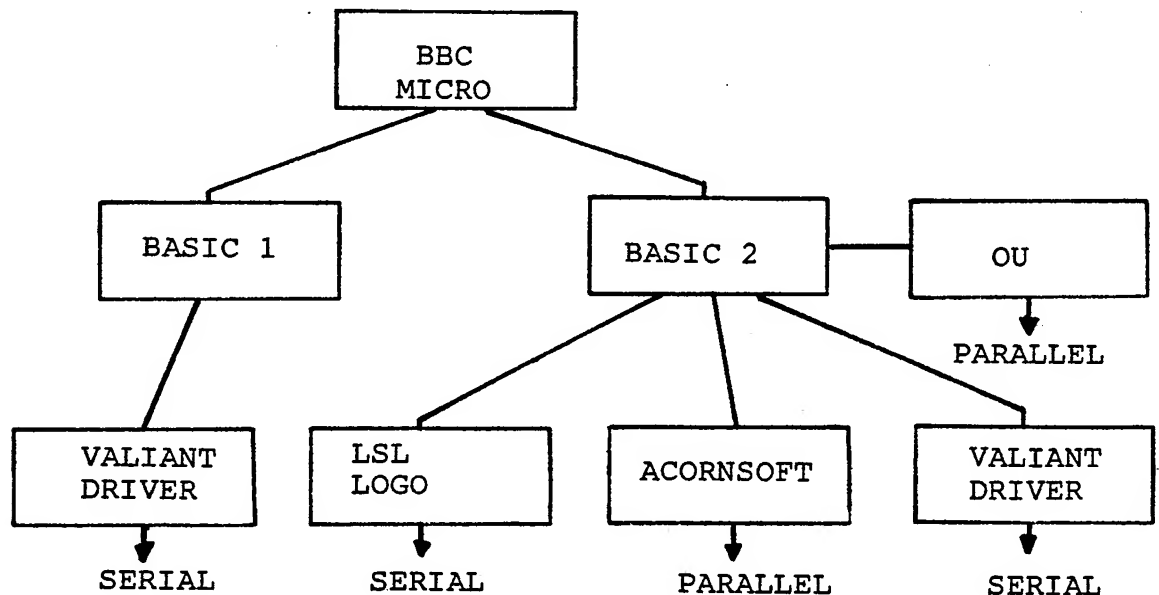 BBC
MICRO
BASIC 1
BASIC 2
OU
PARALLEL
VALIANT
DRIVER
LSL
LOGO
ACORNSOFT
VALIANT
DRIVER
SERIAL
SERIAL
PARALLEL
SERIAL